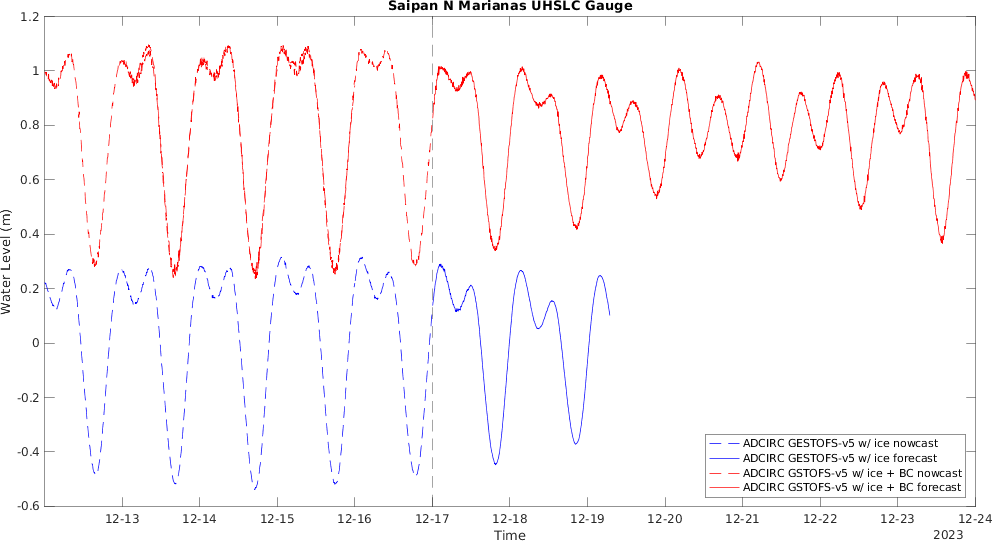 Saipan N Marianas UHSLC Gauge
1.2
1
0.8
0.6
0.4
0.2
0
-0.2
-0.4
-0.6
Water Level (m)
ADCIRC GESTOFS-v5 w/ ice nowcast
ADCIRC GESTOFS-v5 w/ ice forecast
ADCIRC GSTOFS-v5 w/ ice + BC nowcast
ADCIRC GSTOFS-v5 w/ ice + BC forecast
12-13 12-14 12-15 12-16 12-17 12-18 12-19 12-20 12-21 12-22 12-23 12-24
Time
2023